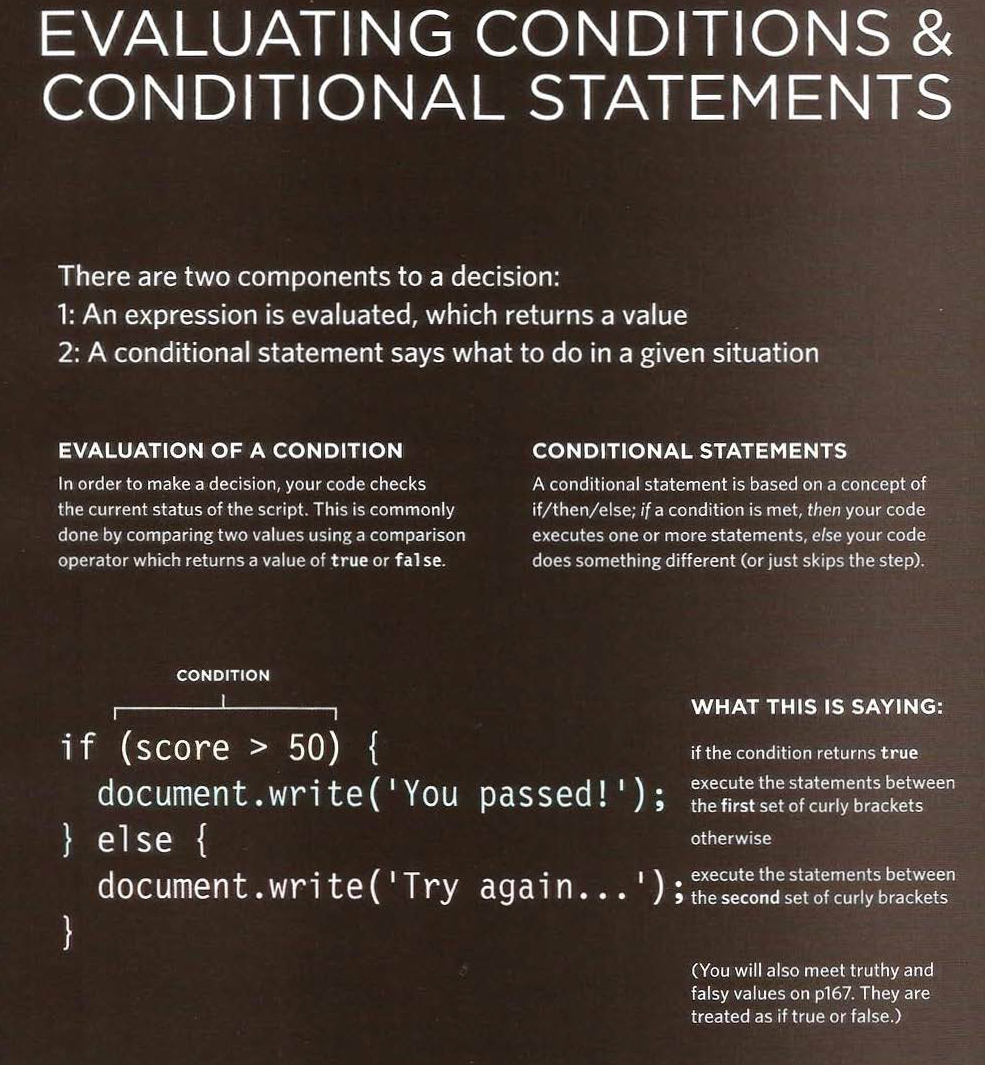 EVALUATING CONDITIONS &
CONDITIONAL STATEMENTS
There are two components to a decision:
1: An expression is evaluated, which returns a value
2: A conditional statement says what to do in a given situation
EVALUATION OF A CONDITION
In order to make a decision, your code checks
the current status of the script. This is commonly
done by comparing two values using a comparison
operator which returns a value of true or false.
CONDITIONAL STATEMENTS
A conditional statement is based on a concept of
if/then/else; if a condition is met, then your code
executes one or more statements, else your code
does something different (or just skips the step).
CONDITION
if (score > 50) {
document.write('You passed!');
} else {
document.write('Try again...');
}
WHAT THIS IS SAYING:
if the condition returns true
execute the statements between
the first set of curly brackets
otherwise
execute the statements between
the second set of curly brackets
(You will also meet truthy and
falsy values on p167. They are
treated as if true or false.)